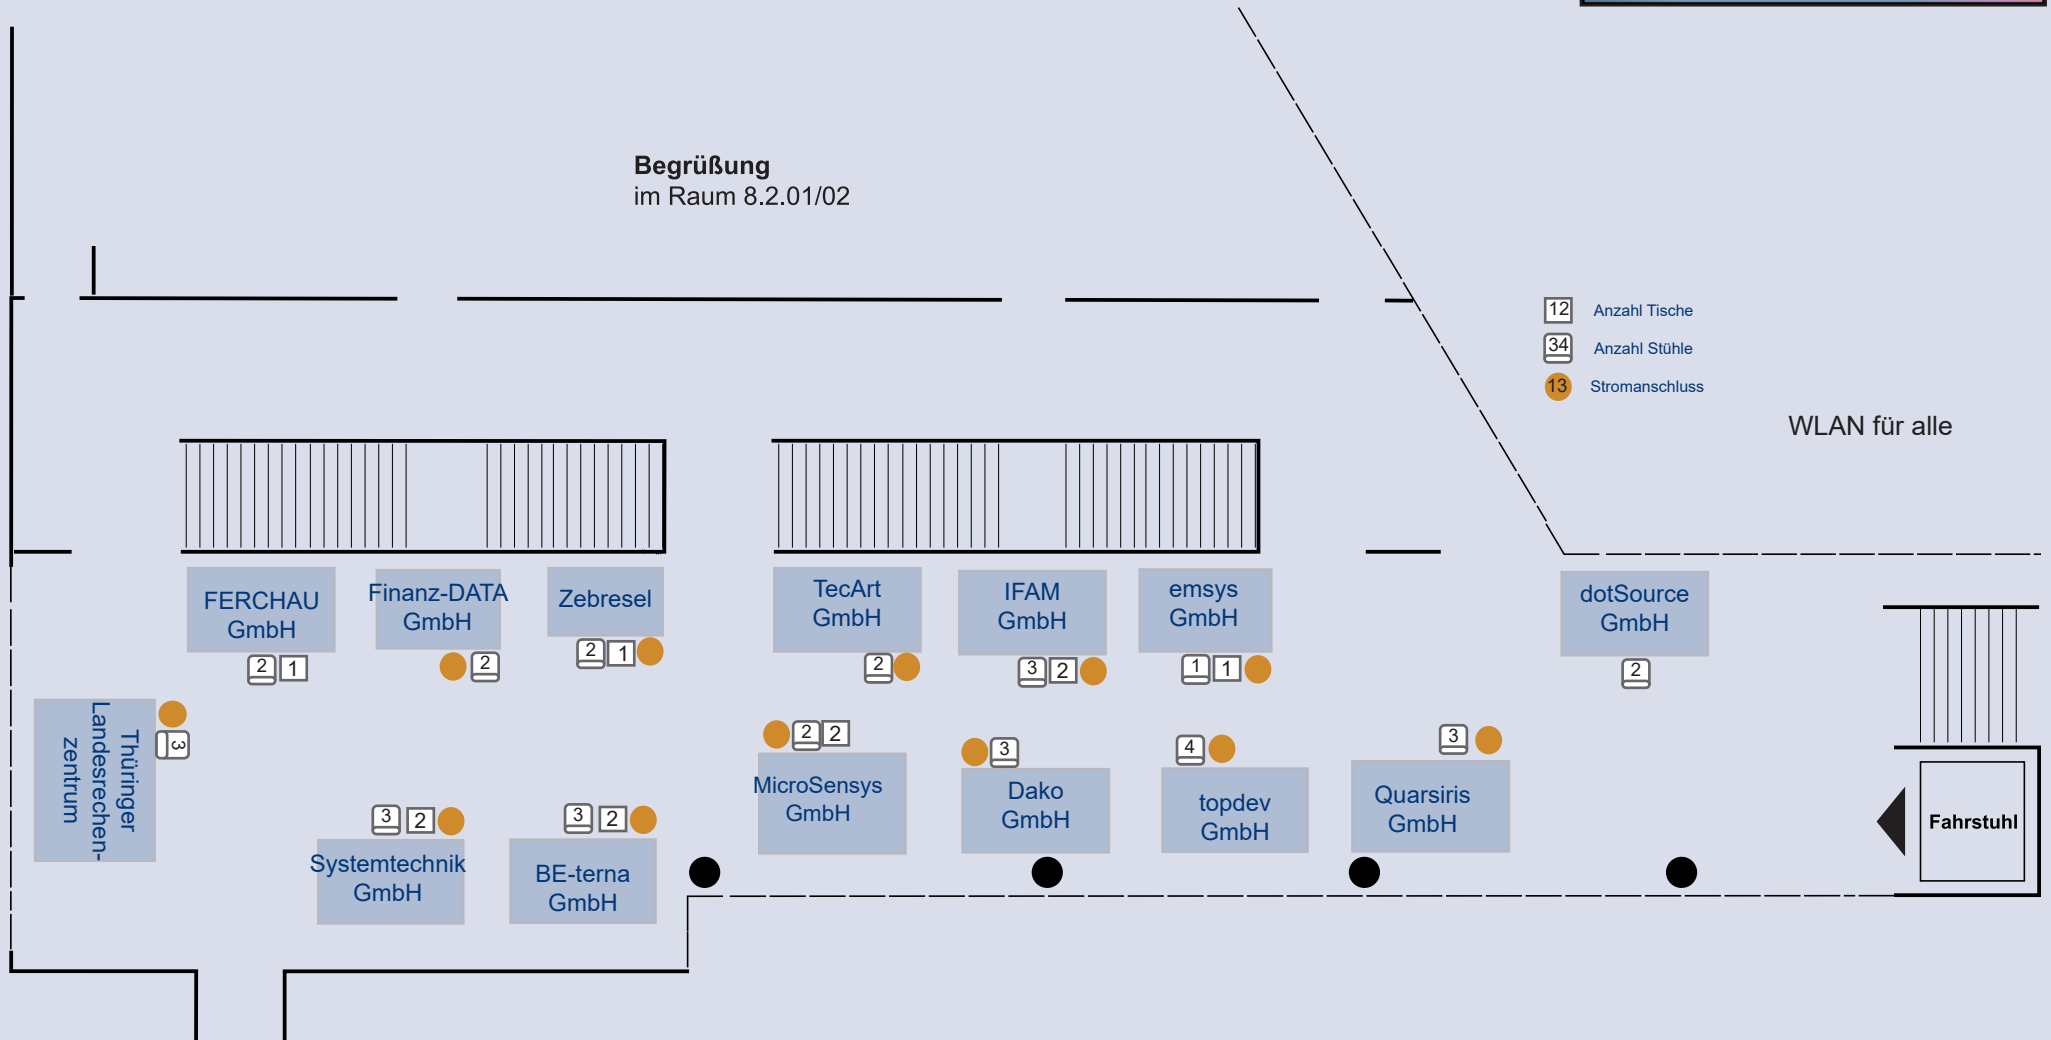 Begrüßung
im Raum 8.2.01/02
12 Anzahl Tische
34 Anzahl Stühle
13 Stromanschluss
WLAN für alle
FERCHAU
GmbH
2 1
Finanz-DATA
GmbH
2
Zebresel
2 1
TecArt
GmbH
2
IFAM
GmbH
3 2
emsys
GmbH
1 1
dotSource
GmbH
2
Thüringer
Landesrechen-
zentrum
3
3 2
Systemtechnik
GmbH
3 2
BE-terna
GmbH
2 2
MicroSensys
GmbH
3
Dako
GmbH
4
topdev
GmbH
3
Quarsiris
GmbH
Fahrstuhl